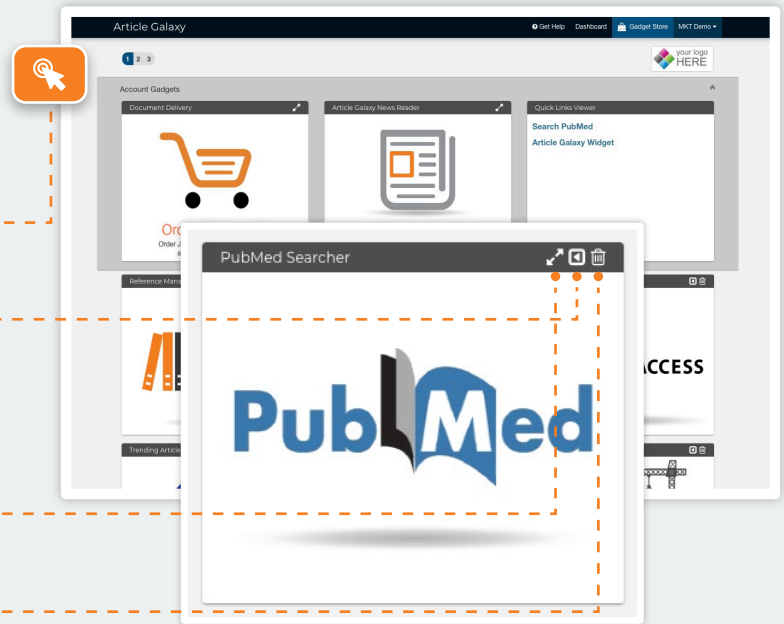 Article Galaxy
Get Help Dashboard Gadget Store MKT Demo
1 2 3
your logo
HERE
Account Gadgets
Document Delivery
Article Galaxy News Reader
Quick Links Viewer
Search PubMed
Article Galaxy Widget
Order J
PubMed Searcher
PubMed
Reference Mana
ACCESS
Trending Article